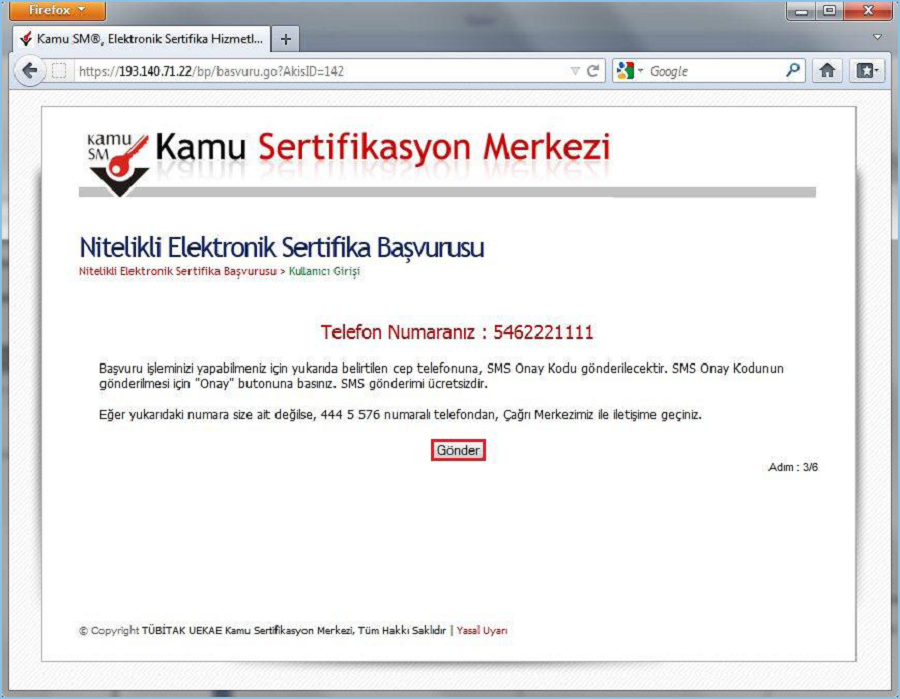 Firefox
Kamu SM®, Elektronik Sertifika Hizmetl...
https://193.140.71.22/bp/basvuru.go?AkisID=142
Google
kamu
SM
Kamu Sertifikasyon Merkezi
Nitelikli Elektronik Sertifika Başvurusu
Nitelikli Elektronik Sertifika Başvurusu > Kullanıcı Girişi
Telefon Numaranız : 5462221111
Başvuru işleminizi yapabilmeniz için yukarıda belirtilen cep telefonuna, SMS Onay Kodu gönderilecektir. SMS Onay Kodunun
gönderilmesi için "Onay" butonuna basınız. SMS gönderimi ücretsizdir.
Eğer yukarıdaki numara size ait değilse, 444 5 576 numaralı telefondan, Çağrı Merkezimiz ile iletişime geçiniz.
Gönder
Adım : 3/6
© Copyright TÜBİTAK UEKAE Kamu Sertifikasyon Merkezi, Tüm Hakkı Saklıdır | Yasal Uyarı